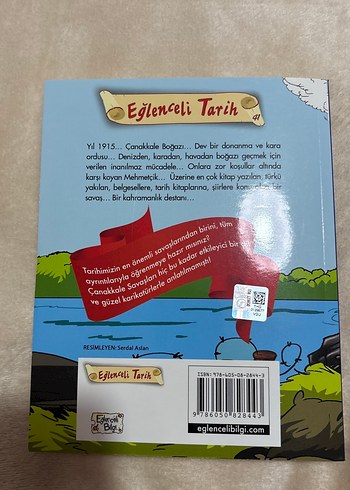 Eğlenceli Tarih
41
Yıl 1915... Çanakkale Boğazı... Dev bir donanma ve kara
ordusu... Denizden, karadan, havadan boğazı geçmek için
verilen inanılmaz mücadele... Onlara zor koşullar altında
karşı koyan Mehmetçik... Üzerine en çok kitap yazılan, türkü
yakılan, belgesellere, tarih kitaplarına, şiirlere konu olan bir
savaş... Bir kahramanlık destanı...
Tarihimizin en önemli savaşlarından birini, tüm
ayrıntılarıyla öğrenmeye hazır mısınız?
Çanakkale Savaşları hiç bu kadar etkileyici bir
ve güzel karikatürlerle anlatılmamıştı!
RESİMLEYEN: Serdal Aslan
Eğlenceli Tarih
Eğlenceli
Bilgi
ISBN: 978-605-08-2844-3
9 786050 828443
eglencelibilgi.com